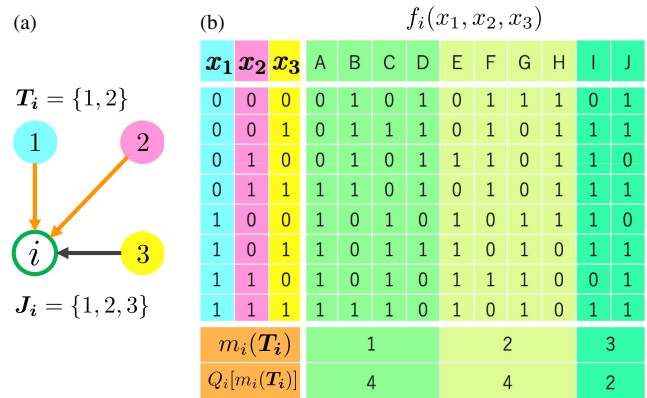 (a)
(b)
f_i(x_1, x_2, x_3)
x_1 x_2 x_3 A B C D E F G H I J
0 0 0 0 1 0 1 0 1 1 1 0 1
0 0 1 0 1 1 0 0 1 0 1 1 1
0 1 0 0 1 0 1 1 1 0 1 1 0
0 1 1 1 1 0 1 0 1 0 1 1 1
1 0 0 1 0 1 0 1 0 1 1 1 0
1 0 1 1 0 1 1 1 0 1 0 1 1
1 1 0 1 0 1 0 1 1 1 0 0 1
1 1 1 1 1 1 0 1 0 1 0 1 1
m_i(T_i) 1 2 3
Q_i[m_i(T_i)] 4 4 2
T_i = {1, 2}
1 2
i 3
J_i = {1, 2, 3}